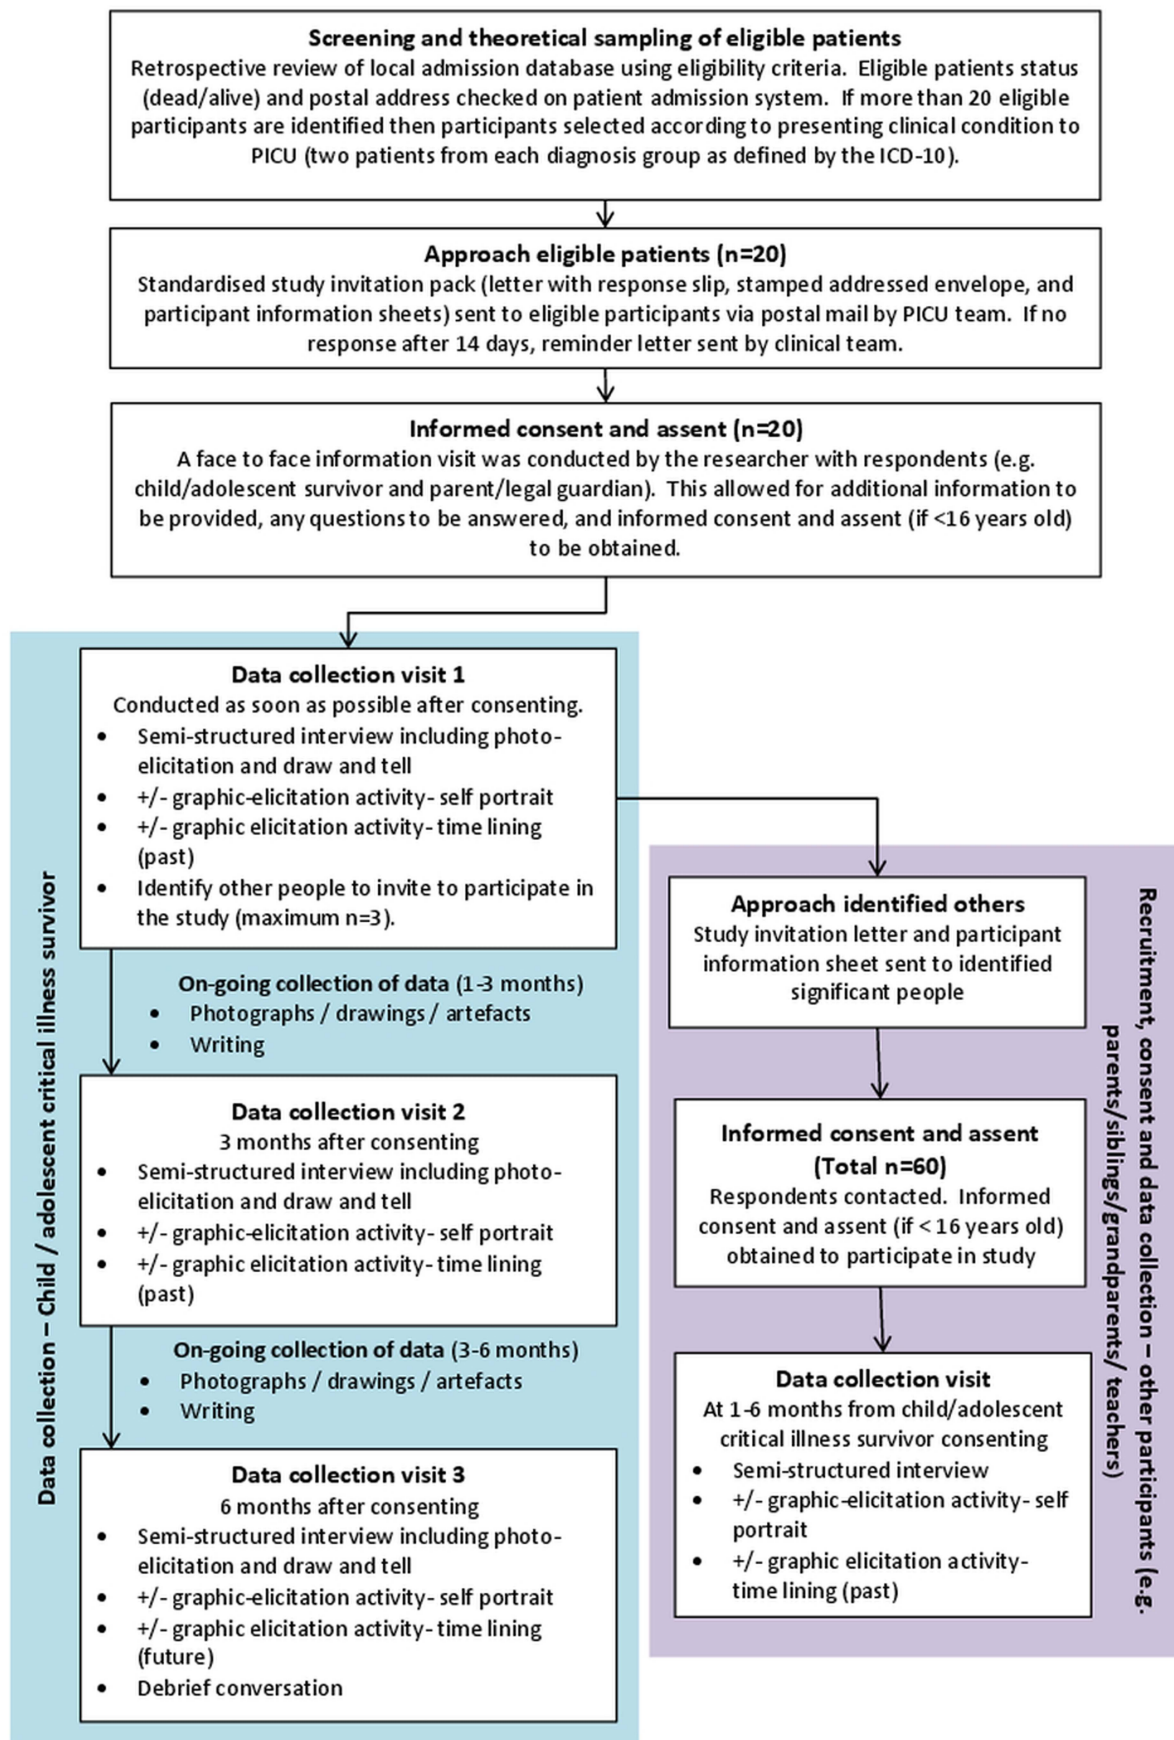 Screening and theoretical sampling of eligible patients
Retrospective review of local admission database using eligibility criteria.  Eligible patients status
(dead/alive) and postal address checked on patient admission system.  If more than 20 eligible
participants are identified then participants selected according to presenting clinical condition to
PICU (two patients from each diagnosis group as defined by the ICD-10).
Approach eligible patients (n=20)
Standardised study invitation pack (letter with response slip, stamped addressed envelope, and
participant information sheets) sent to eligible participants via postal mail by PICU team.  If no
response after 14 days, reminder letter sent by clinical team.
Informed consent and assent (n=20)
A face to face information visit was conducted by the researcher with respondents (e.g.
child/adolescent survivor and parent/legal guardian).  This allowed for additional information to
be provided, any questions to be answered, and informed consent and assent (if <16 years old)
to be obtained.
Data collection – Child / adolescent critical illness survivor
Data collection visit 1
Conducted as soon as possible after consenting.
• Semi-structured interview including photo-
elicitation and draw and tell
• +/- graphic-elicitation activity- self portrait
• +/- graphic elicitation activity- time lining
(past)
• Identify other people to invite to participate in
the study (maximum n=3).
On-going collection of data (1-3 months)
• Photographs / drawings / artefacts
• Writing
Data collection visit 2
3 months after consenting
• Semi-structured interview including photo-
elicitation and draw and tell
• +/- graphic-elicitation activity- self portrait
• +/- graphic elicitation activity- time lining
(past)
On-going collection of data (3-6 months)
• Photographs / drawings / artefacts
• Writing
Data collection visit 3
6 months after consenting
• Semi-structured interview including photo-
elicitation and draw and tell
• +/- graphic-elicitation activity- self portrait
• +/- graphic elicitation activity- time lining
(future)
• Debrief conversation
Recruitment, consent and data collection – other participants (e.g.
parents/siblings/grandparents/ teachers)
Approach identified others
Study invitation letter and participant
information sheet sent to identified
significant people
Informed consent and assent
(Total n=60)
Respondents contacted.  Informed
consent and assent (if < 16 years old)
obtained to participate in study
Data collection visit
At 1-6 months from child/adolescent
critical illness survivor consenting
• Semi-structured interview
• +/- graphic-elicitation activity- self
portrait
• +/- graphic elicitation activity-
time lining (past)